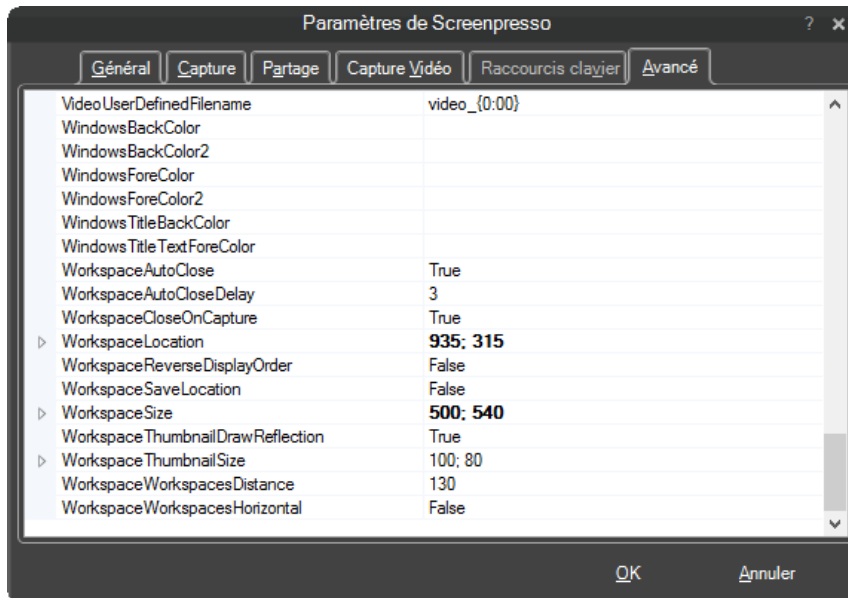 Paramètres de Screenpresso ? ×
Général Capture Partage Capture Vidéo Raccourcis clavier Avancé
VideoUserDefinedFilename video_{0:00}
WindowsBackColor
WindowsBackColor2
WindowsForeColor
WindowsForeColor2
WindowsTitleBackColor
WindowsTitleTextForeColor
WorkspaceAutoClose True
WorkspaceAutoCloseDelay 3
WorkspaceCloseOnCapture True
WorkspaceLocation 935; 315
WorkspaceReverseDisplayOrder False
WorkspaceSaveLocation False
WorkspaceSize 500; 540
WorkspaceThumbnailDrawReflection True
WorkspaceThumbnailSize 100; 80
WorkspaceWorkspacesDistance 130
WorkspaceWorkspacesHorizontal False
OK Annuler